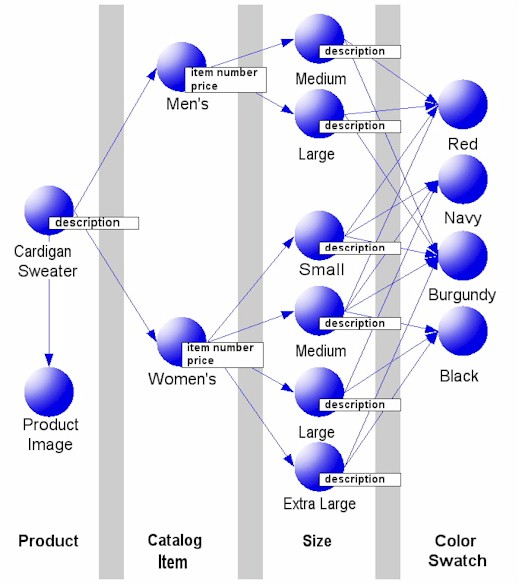 description
Medium
item number
price
Men's
description
Large
Red
description
Cardigan
Sweater
Navy
description
Small
Burgundy
description
Medium
item number
price
Women's
Black
description
Large
Product
Image
description
Extra Large
Product
Catalog
Item
Size
Color
Swatch